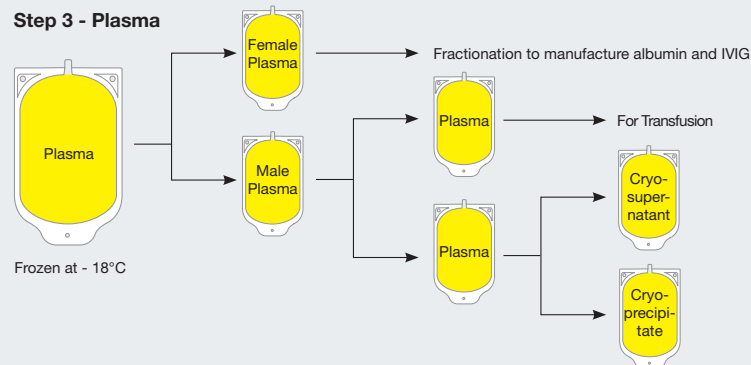 Step 3 - Plasma
Plasma
Frozen at - 18°C
Female
Plasma
Fractionation to manufacture albumin and IVIG
Male
Plasma
Plasma
For Transfusion
Plasma
Cryo-
super-
natant
Cryo-
precipi-
tate